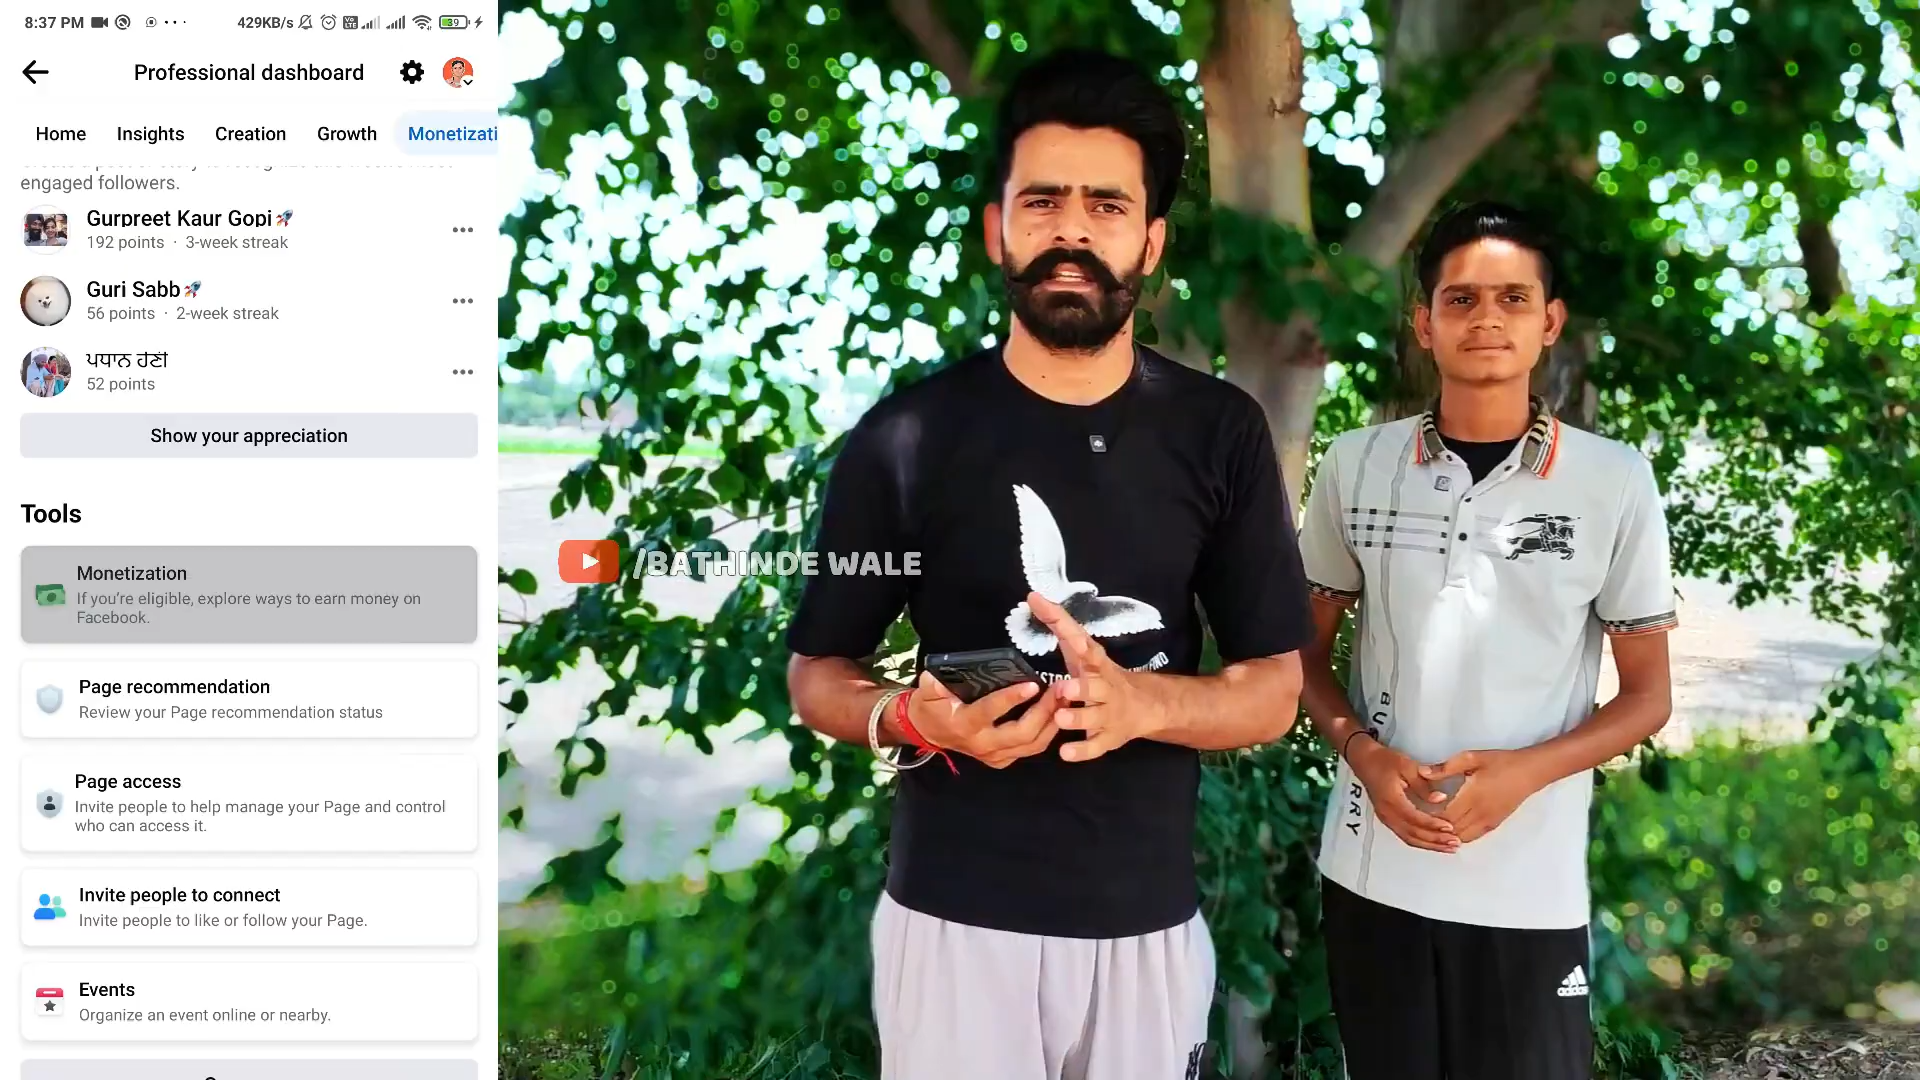 8:37 PM
429KB/s
39
Professional dashboard
Home
Insights
Creation
Growth
Monetizati
engaged followers.
Gurpreet Kaur Gopi🚀
192 points · 3-week streak
Guri Sabb🚀
56 points · 2-week streak
ਪਧਾਨ ਹੋਣੀ
52 points
Show your appreciation
Tools
Monetization
If you're eligible, explore ways to earn money on
Facebook.
Page recommendation
Review your Page recommendation status
Page access
Invite people to help manage your Page and control
who can access it.
Invite people to connect
Invite people to like or follow your Page.
Events
Organize an event online or nearby.
/BATHINDE WALE
adidas